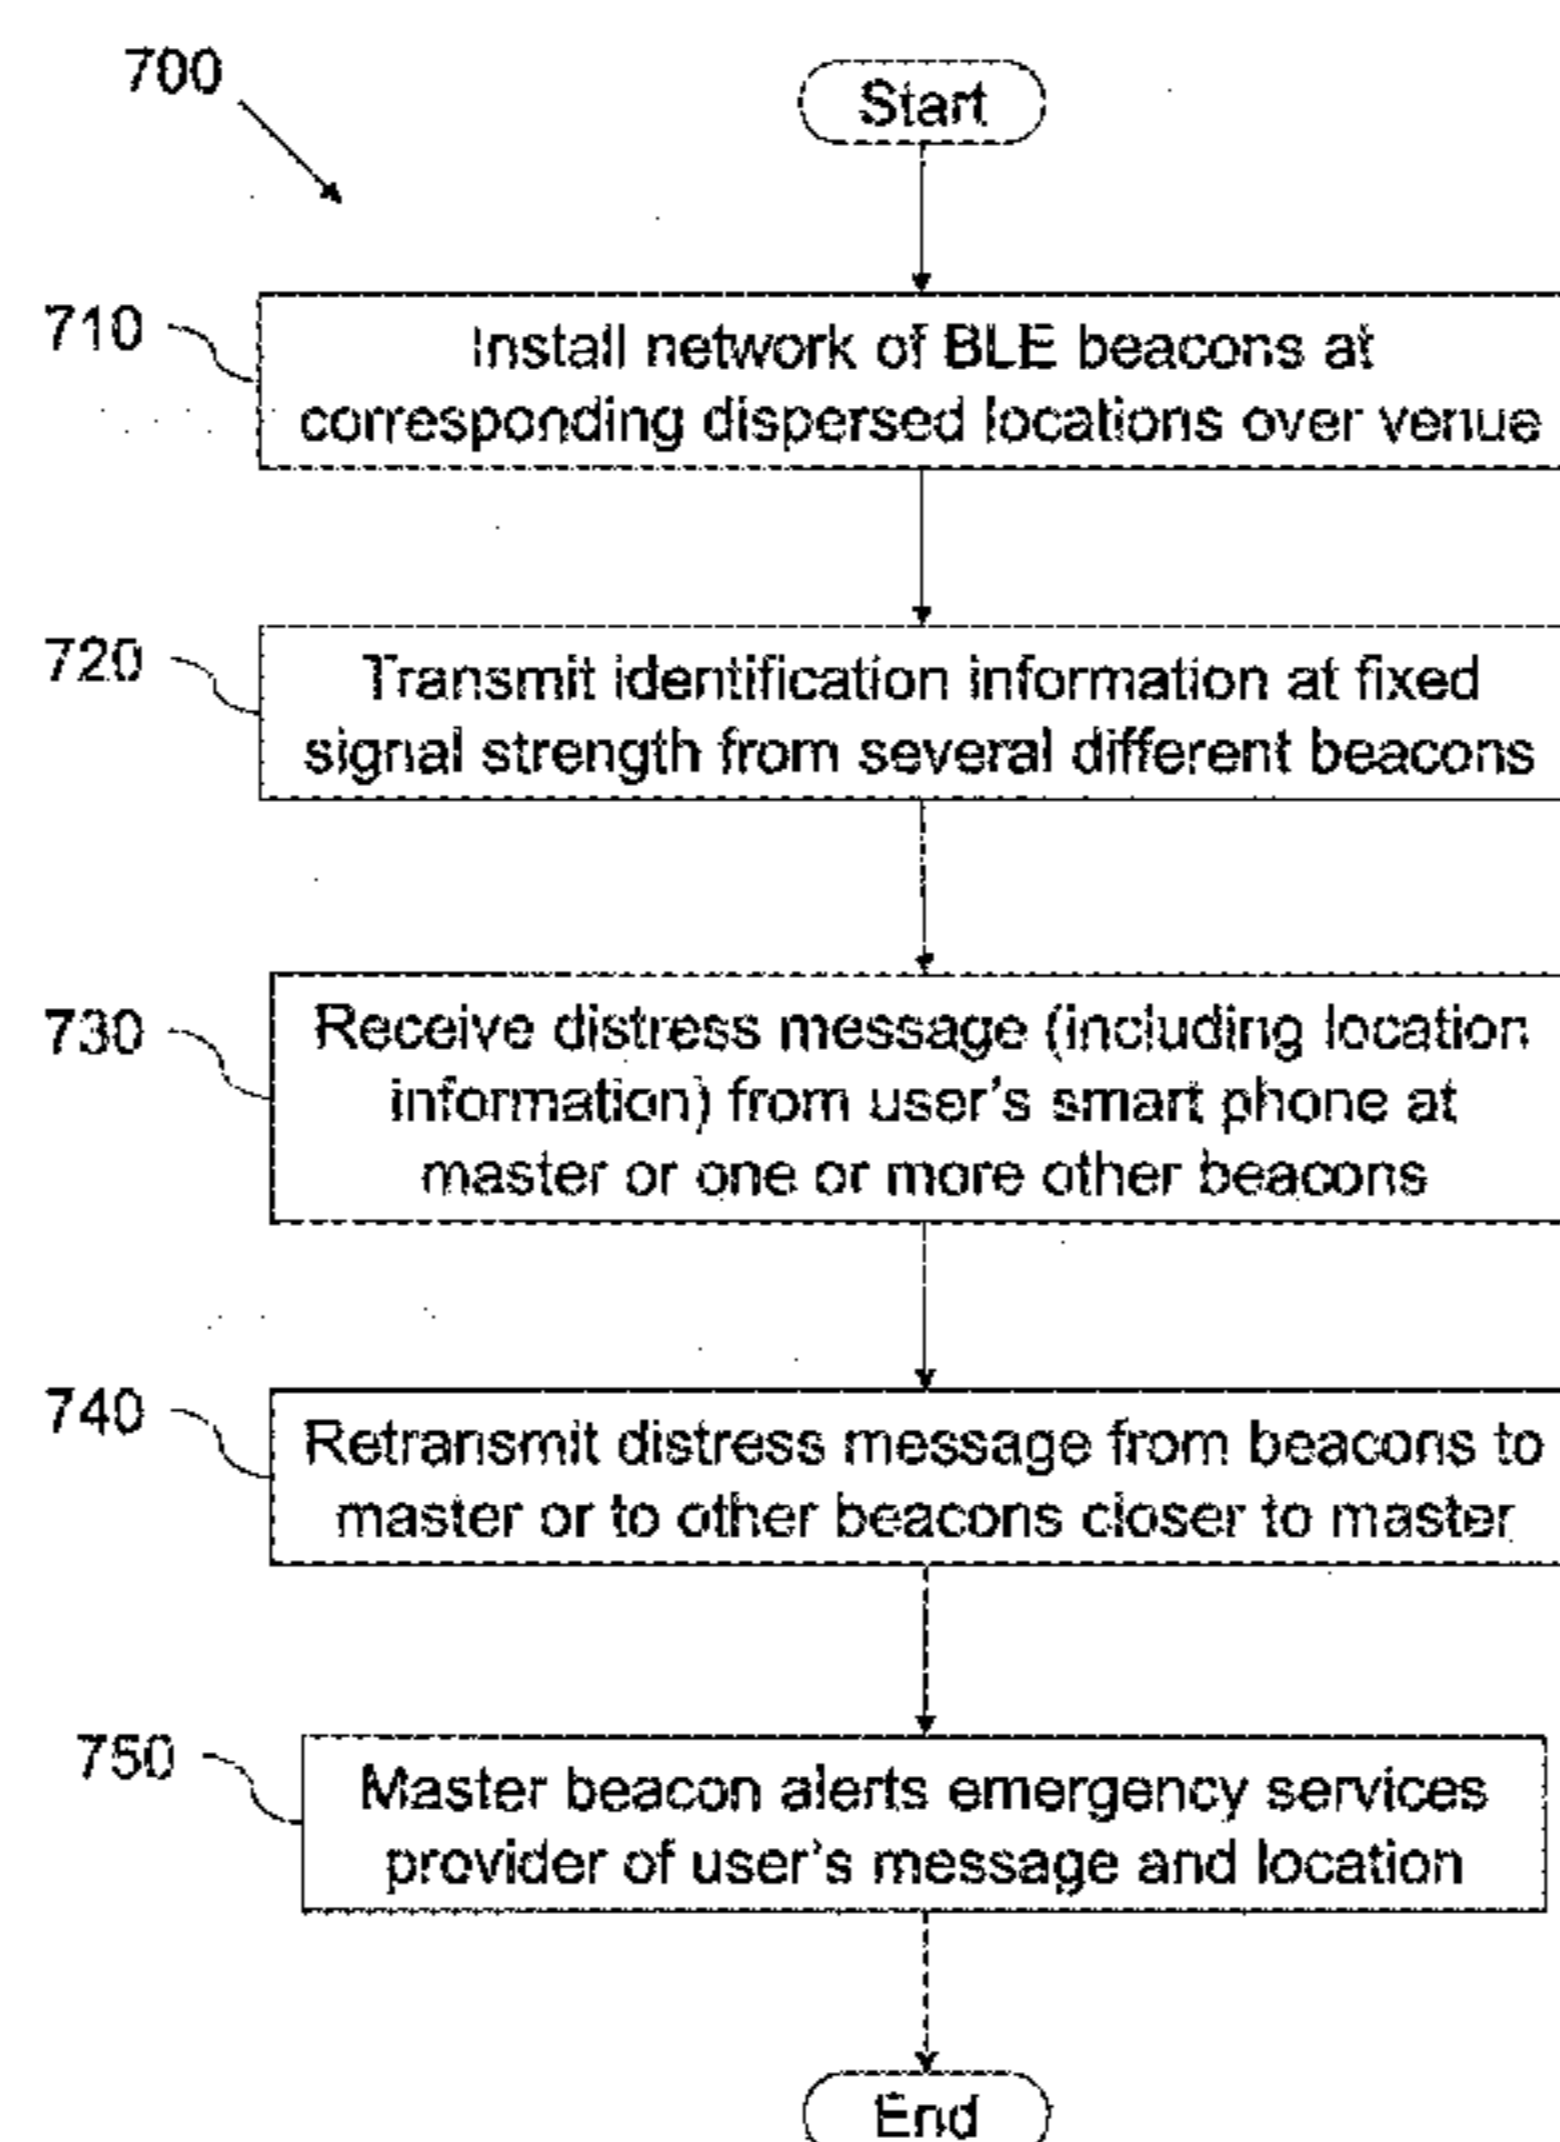 700
Start
710
Install network of BLE beacons at
corresponding dispersed locations over venue
720
Transmit identification information at fixed
signal strength from several different beacons
730
Receive distress message (including location
information) from user's smart phone at
master or one or more other beacons
740
Retransmit distress message from beacons to
master or to other beacons closer to master
750
Master beacon alerts emergency services
provider of user's message and location
End